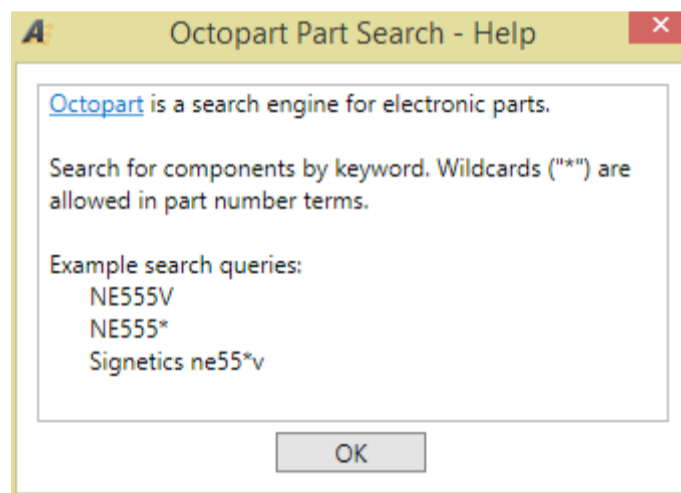 Octopart Part Search - Help
Octopart is a search engine for electronic parts.
Search for components by keyword. Wildcards ("*") are
allowed in part number terms.
Example search queries:
NE555V
NE555*
Signetics ne55*v
OK